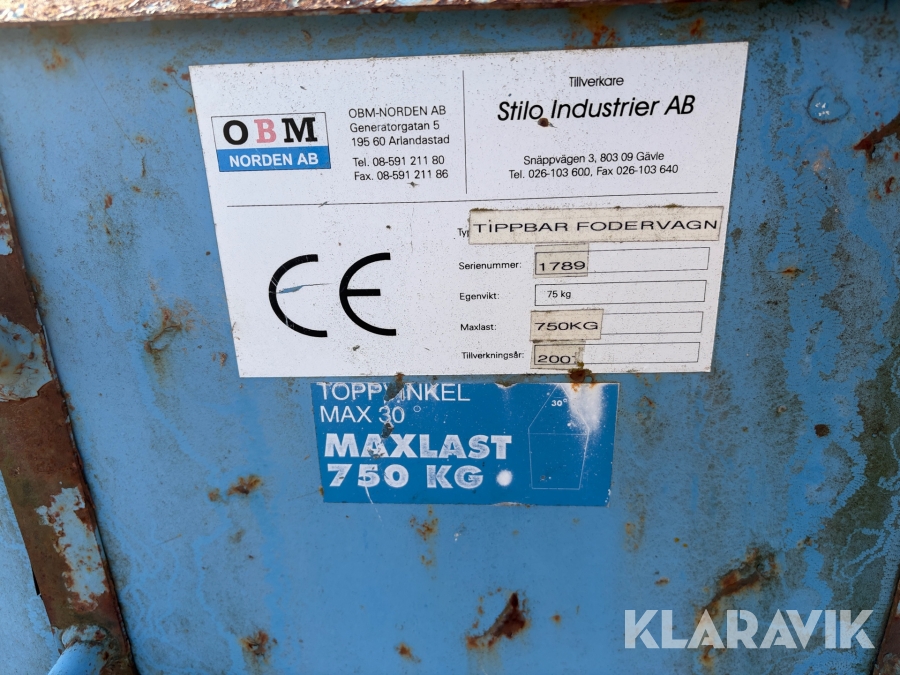 OBM
NORDEN AB
OBM-NORDEN AB
Generatorgatan 5
195 60 Arlandastad
Tel. 08-591 211 80
Fax. 08-591 211 86
Tillverkare
Stilo Industrier AB
Snäppvägen 3, 803 09 Gävle
Tel. 026-103 600, Fax 026-103 640
CE
TIPPBAR FODERVAGN
Serienummer: 1789
Egenvikt: 75 kg
Maxlast: 750KG
Tillverkningsår:
TOPPVINKEL
MAX 30°
MAXLAST
750 KG
30°
KLARAVIK